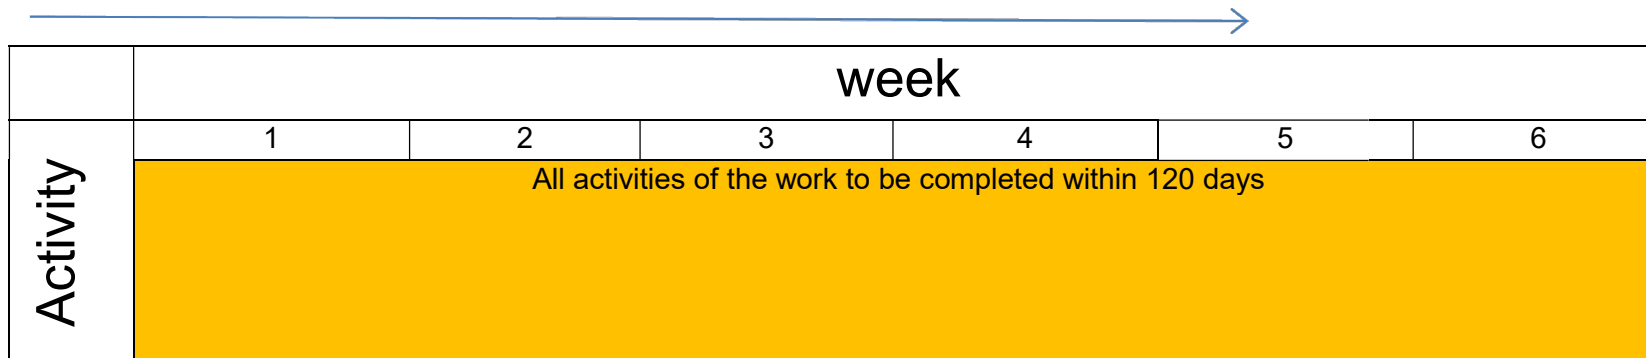 week
1 2 3 4 5 6
Activity
All activities of the work to be completed within 120 days